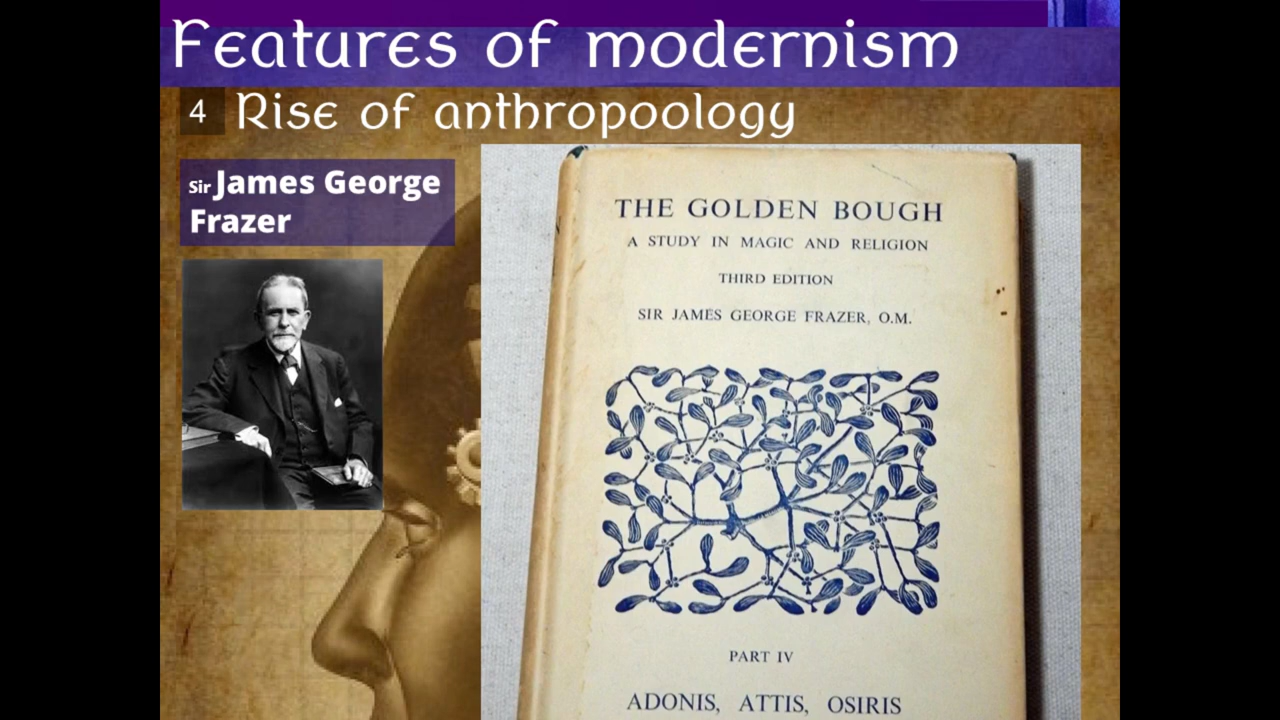 Features of modernism
4 Rise of anthropoology
Sir James George
Frazer
THE GOLDEN BOUGH
A STUDY IN MAGIC AND RELIGION
THIRD EDITION
SIR JAMES GEORGE FRAZER, O.M.
PART IV
ADONIS, ATTIS, OSIRIS